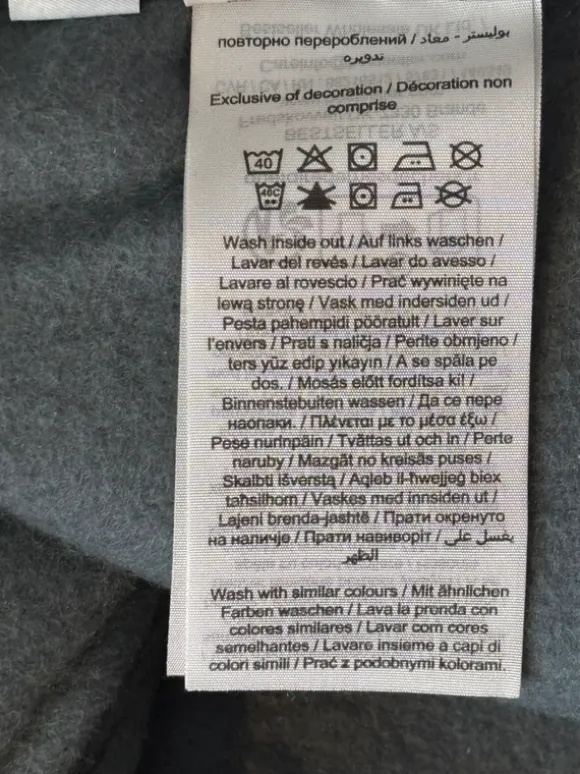 повторно перероблений / بوليستر - معاد
تدويره
Exclusive of decoration / Décoration non
comprise
40
40C
Wash inside out / Auf links waschen /
Lavar del revés / Lavar do avesso /
Lavare al rovescio / Prać wywinięte na
lewą stronę / Vask med indersiden ud /
Pesta pahempidi pööratult / Laver sur
l'envers / Prati s naličja / Perite obrnjeno /
ters yüz edip yıkayın / A se spăla pe
dos. / Mosás előtt fordítsa ki! /
Binnenstebuiten wassen / Да се пере
наопаки. / Πλένεται με το μέσα έξω /
Pese nurinpäin / Tvättas ut och in / Perte
naruby / Mazgāt no kreisās puses /
Skalbti išverstą / Aqleb il-ħwejjeġ biex
taħsilhom / Vaskes med innsiden ut /
Lajeni brenda-jashtë / Прати окренуто
на наличје / Прати навиворіт / يغسل على
الظهر
Wash with similar colours / Mit ähnlichen
Farben waschen / Lava la prenda con
colores similares / Lavar com cores
semelhantes / Lavare insieme a capi di
colori simili / Prać z podobnymi kolorami.